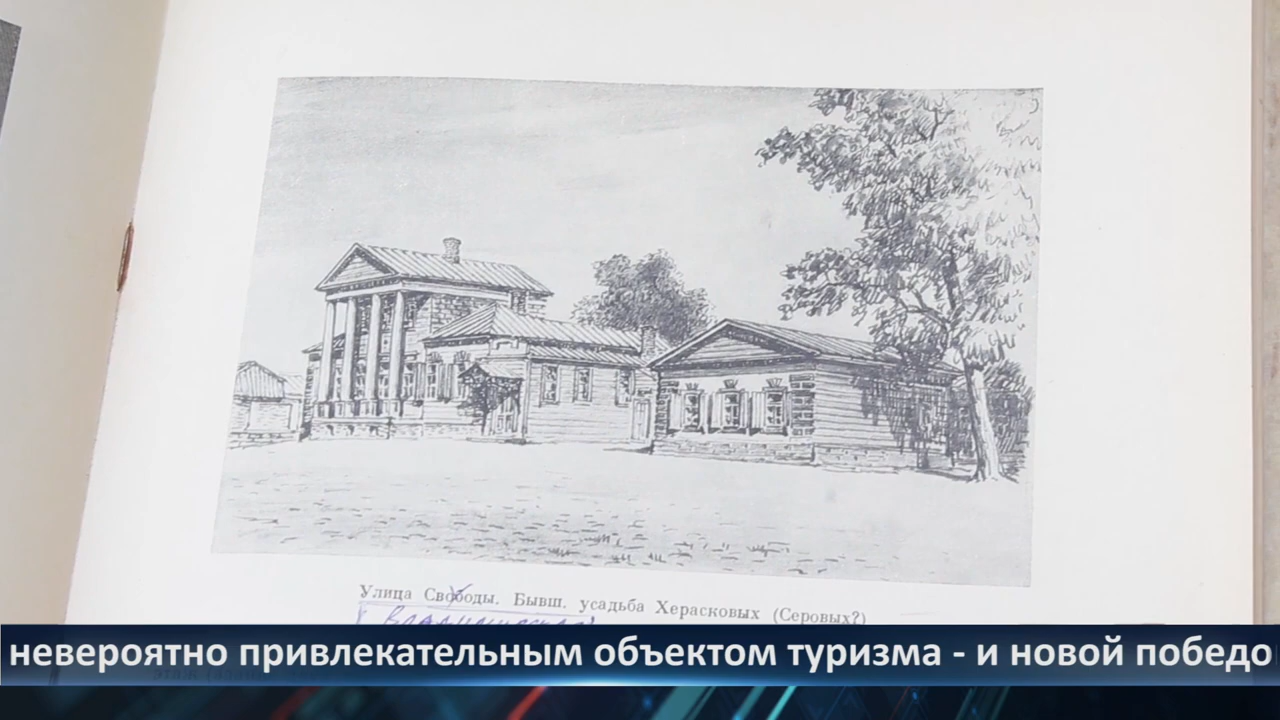 Улица Свободы. Бывш. усадьба Херасковых (Серовых?)
невероятно привлекательным объектом туризма - и новой победо